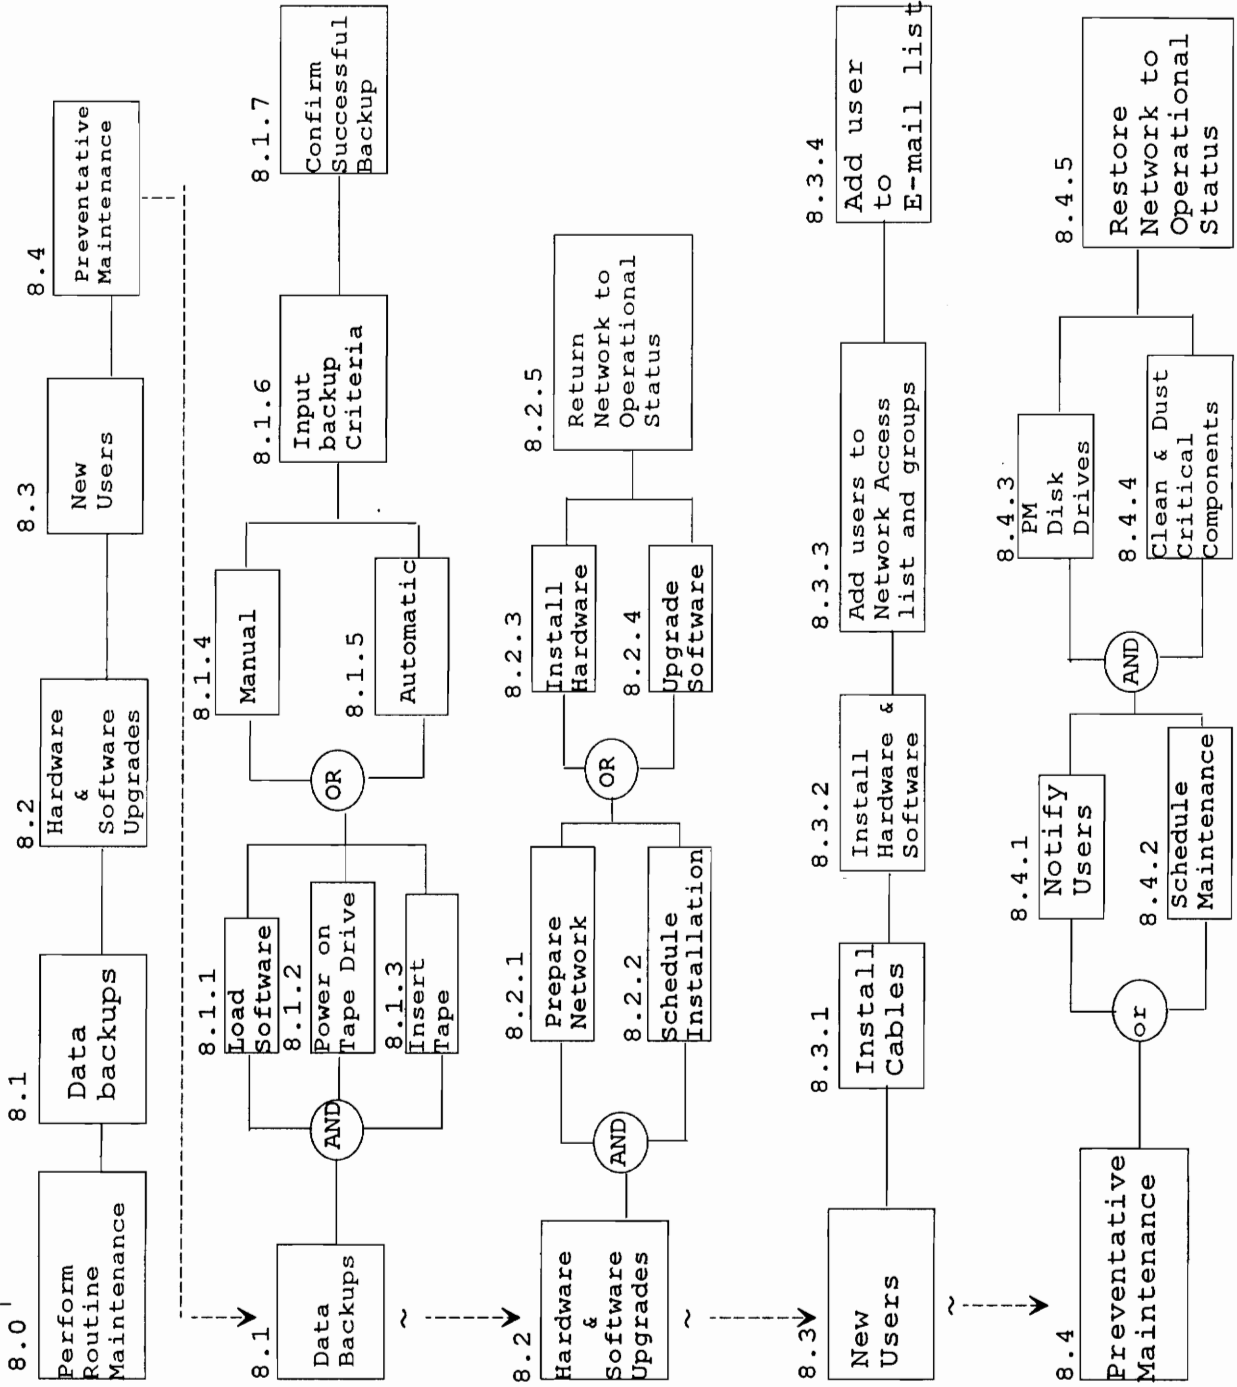 8.0
Perform
Routine
Maintenance
8.1
Data
backups
8.2
Hardware
&
Software
Upgrades
8.3
New
Users
8.4
Preventative
Maintenance
8.1
Data
Backups
AND
8.1.1
Load
Software
8.1.2
Power on
Tape Drive
8.1.3
Insert
Tape
OR
8.1.4
Manual
8.1.5
Automatic
8.1.6
Input
backup
Criteria
8.1.7
Confirm
Successful
Backup
~
8.2
Hardware
&
Software
Upgrades
AND
8.2.1
Prepare
Network
8.2.2
Schedule
Installation
OR
8.2.3
Install
Hardware
8.2.4
Upgrade
Software
8.2.5
Return
Network to
Operational
Status
~
8.3
New
Users
8.3.1
Install
Cables
8.3.2
Install
Hardware &
Software
8.3.3
Add users to
Network Access
list and groups
8.3.4
Add user
to
E-mail list
~
8.4
Preventative
Maintenance
or
8.4.1
Notify
Users
8.4.2
Schedule
Maintenance
AND
8.4.3
PM
Disk
Drives
8.4.4
Clean & Dust
Critical
Components
8.4.5
Restore
Network to
Operational
Status